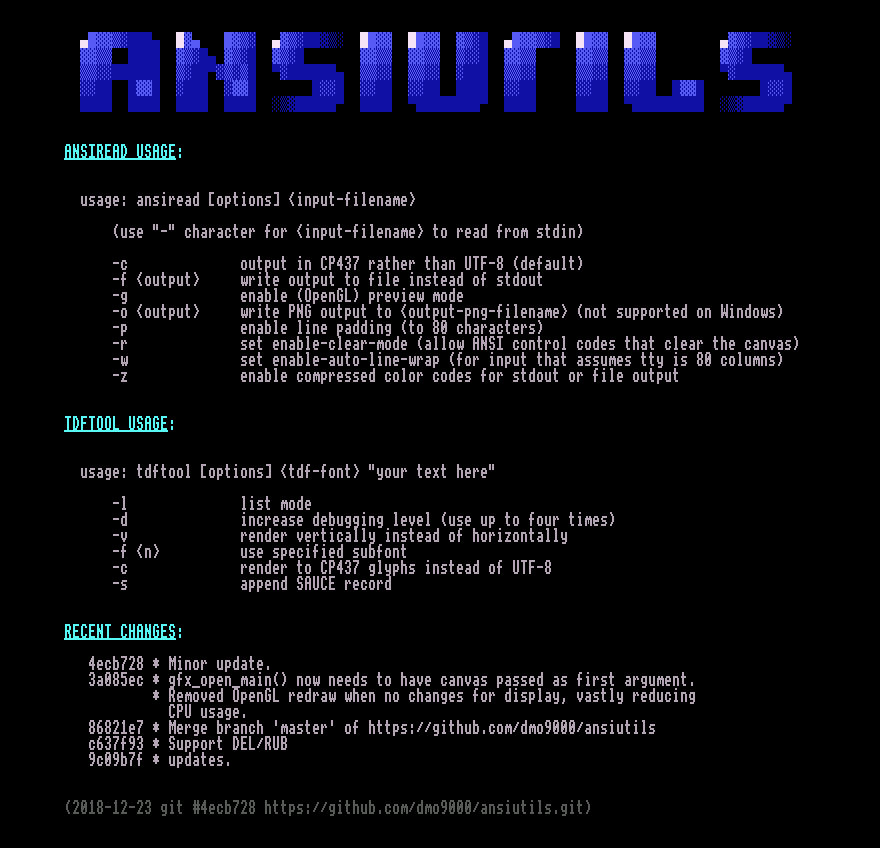 ANSIUTILS
ANSIREAD USAGE:
usage: ansiread [options] <input-filename>
(use "-" character for <input-filename> to read from stdin)
-c output in CP437 rather than UTF-8 (default)
-f <output> write output to file instead of stdout
-g enable (OpenGL) preview mode
-o <output> write PNG output to <output-png-filename> (not supported on Windows)
-p enable line padding (to 80 characters)
-r set enable-clear-mode (allow ANSI control codes that clear the canvas)
-w set enable-auto-line-wrap (for input that assumes tty is 80 columns)
-z enable compressed color codes for stdout or file output
TDFTOOL USAGE:
usage: tdftool [options] <tdf-font> "your text here"
-l list mode
-d increase debugging level (use up to four times)
-v render vertically instead of horizontally
-f <n> use specified subfont
-c render to CP437 glyphs instead of UTF-8
-s append SAUCE record
RECENT CHANGES:
4ecb728 * Minor update.
3a085ec * gfx_open_main() now needs to have canvas passed as first argument.
* Removed OpenGL redraw when no changes for display, vastly reducing
CPU usage.
86821e7 * Merge branch 'master' of https://github.com/dmo9000/ansiutils
c637f93 * Support DEL/RUB
9c09b7f * updates.
(2018-12-23 git #4ecb728 https://github.com/dmo9000/ansiutils.git)